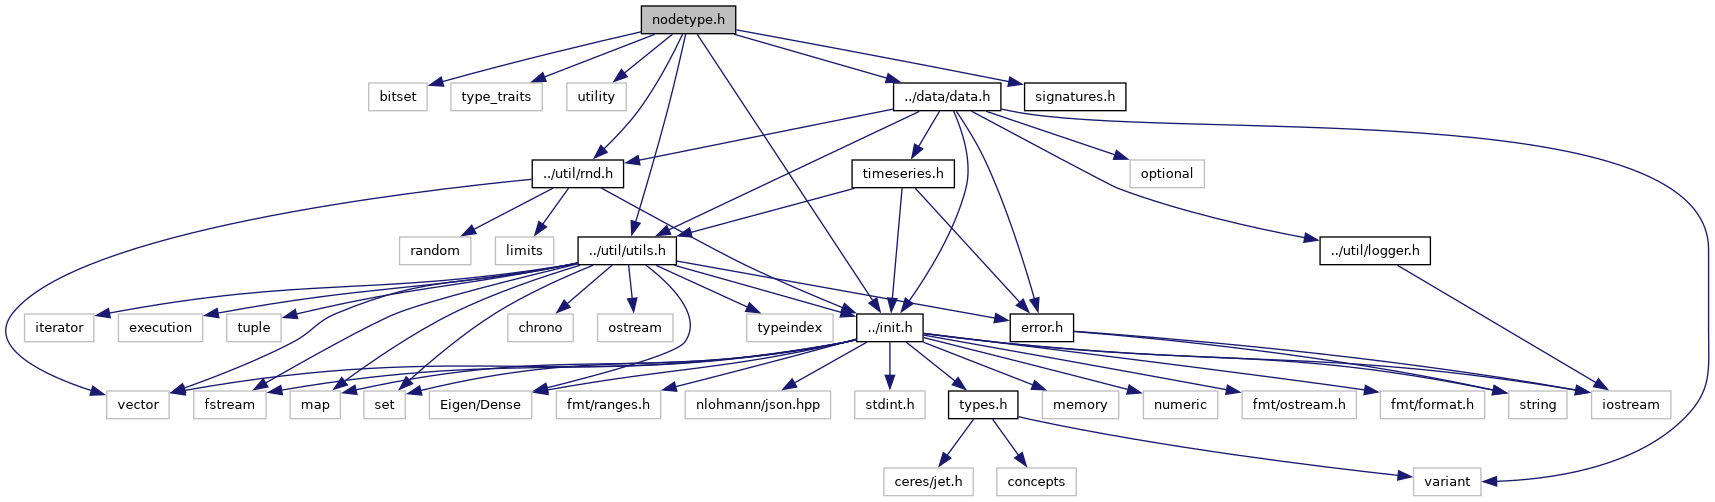 nodetype.h
bitset
type_traits
utility
../data/data.h
signatures.h
../util/rnd.h
timeseries.h
optional
random
limits
../util/utils.h
../util/logger.h
iterator
execution
tuple
chrono
ostream
typeindex
../init.h
error.h
vector
fstream
map
set
Eigen/Dense
fmt/ranges.h
nlohmann/json.hpp
stdint.h
types.h
memory
numeric
fmt/ostream.h
fmt/format.h
string
iostream
ceres/jet.h
concepts
variant